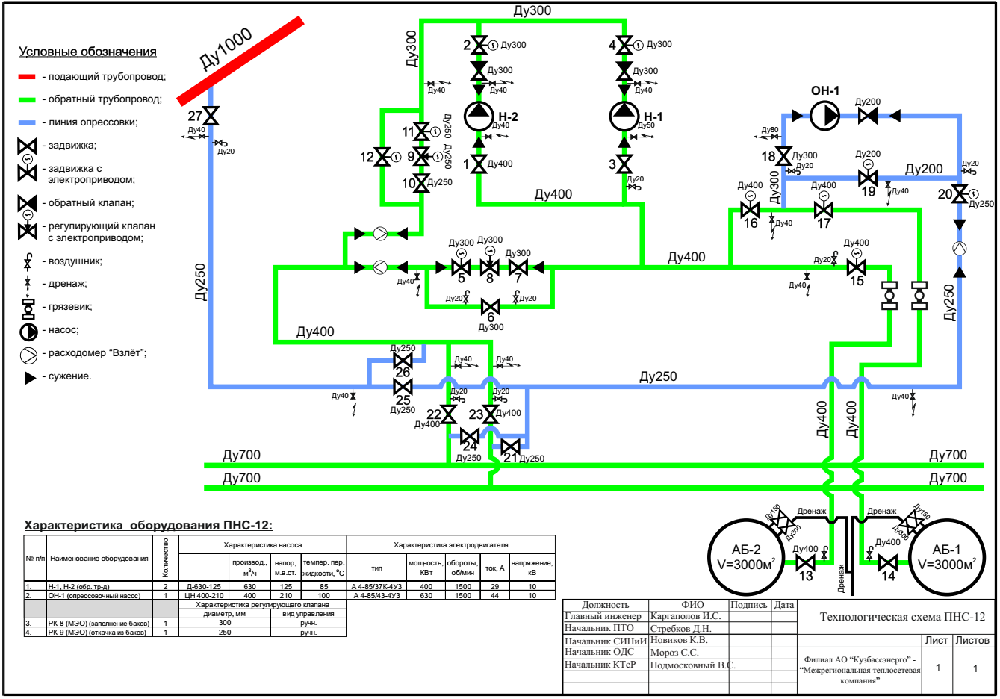 Условные обозначения
- подающий трубопровод;
- обратный трубопровод;
- линия опрессовки;
- задвижка;
- задвижка с
электроприводом;
- обратный клапан;
- регулирующий клапан
с электроприводом;
- воздушник;
- дренаж;
- грязевик;
- насос;
- расходомер “Взлёт”;
- сужение.
Ду1000
27
Ду40
Ду20
Ду250
Ду300
Ду300
2
Ду300
4
Ду300
Ду300
Ду300
Ду40
Ду40
Ду40
Н-2
Н-1
Ду40
Ду50
11
Ду250
12
9
Ду250
10
Ду250
1
Ду400
3
Ду20
Ду400
ОН-1
Ду200
Ду80
18
Ду300
Ду20
Ду200
19
Ду200
Ду20
20
Ду250
Ду40
Ду300
Ду400
16
Ду400
17
Ду40
Ду300
5
Ду300
8
Ду300
7
Ду400
Ду20
Ду400
15
Ду40
Ду40
Ду20
Ду20
6
Ду300
Ду250
Ду400
Ду250
26
25
Ду250
Ду40
Ду40
Ду40
Ду20
Ду20
22
Ду400
23
Ду400
24
Ду250
21
Ду250
Ду250
Ду40
Ду400
Ду400
Ду700
Ду700
Ду700
Ду700
АБ-2
V=3000м²
Ду150
Ду300
Дренаж
Ду400
13
Дренаж
Дренаж
Ду400
14
Ду150
Ду300
АБ-1
V=3000м²
Характеристика оборудования ПНС-12:
№ п/п
Наименование оборудования
Количество
Характеристика насоса
Характеристика электродвигателя
производ., м³/ч
напор, м.в.ст.
темпер. пер. жидкости, °С
тип
мощность, КВт
обороты, об/мин
ток, А
напряжение, кВ
1. Н-1, Н-2 (обр. тр-д) 2 Д-630-125 630 125 85 А 4-85/37К-4У3 400 1500 29 10
2. ОН-1 (опрессовочный насос) 1 ЦН 400-210 400 210 100 А 4-85/43-4У3 630 1500 44 10
Характеристика регулирующего клапана
диаметр, мм вид управления
3. РК-8 (МЭО) (заполнение баков) 1 300 ручн.
4. РК-9 (МЭО) (откачка из баков) 1 250 ручн.
Должность ФИО Подпись Дата
Главный инженер Каргаполов И.С.
Начальник ПТО Стребков Д.Н.
Начальник СИНиИ Новиков К.В.
Начальник ОДС Мороз С.С.
Начальник КТсР Подмосковный В.С.
Технологическая схема ПНС-12
Лист Листов
Филиал АО “Кузбассэнерго” -
“Межрегиональная теплосетевая
компания”
1 1